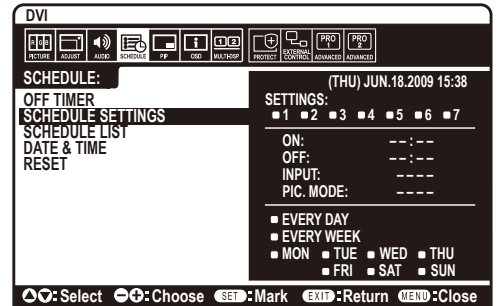 DVI
RGB
PICTURE ADJUST AUDIO SCHEDULE PIP OSD MULTI-DSP PROTECT EXTERNAL CONTROL PRO 1 ADVANCED PRO 2 ADVANCED
SCHEDULE:
OFF TIMER
SCHEDULE SETTINGS
SCHEDULE LIST
DATE & TIME
RESET
(THU) JUN.18.2009 15:38
SETTINGS:
1 2 3 4 5 6 7
ON: --:--
OFF: --:--
INPUT: ----
PIC. MODE: ----
EVERY DAY
EVERY WEEK
MON TUE WED THU
FRI SAT SUN
:Select :Choose SET:Mark EXIT:Return MENU:Close